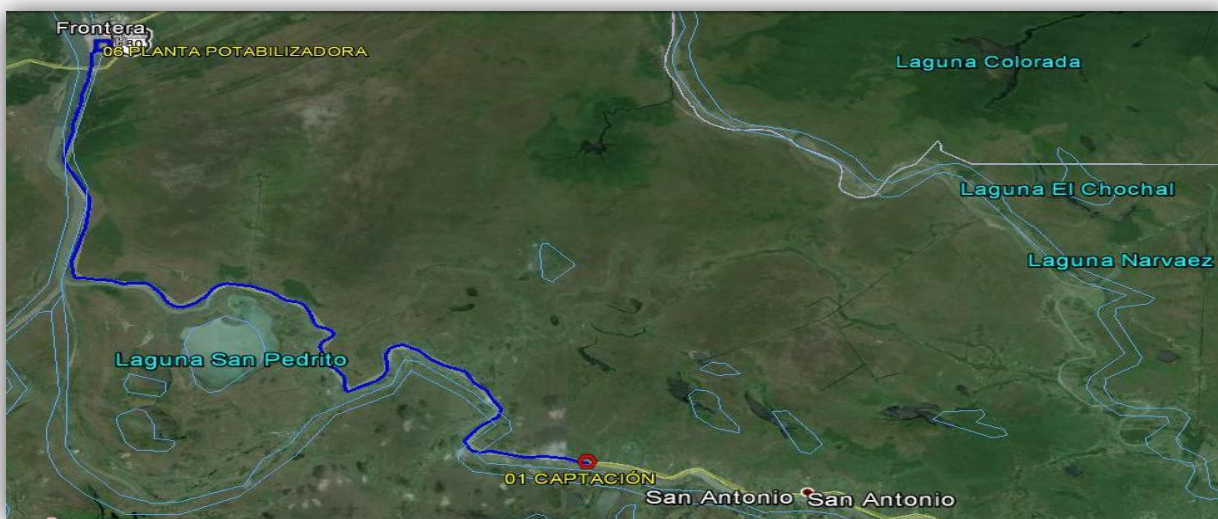 Frontera
06 PLANTA POTABILIZADORA
Laguna Colorada
Laguna El Chochal
Laguna Narvaez
Laguna San Pedrito
01 CAPTACIÓN
San Antonio
San Antonio